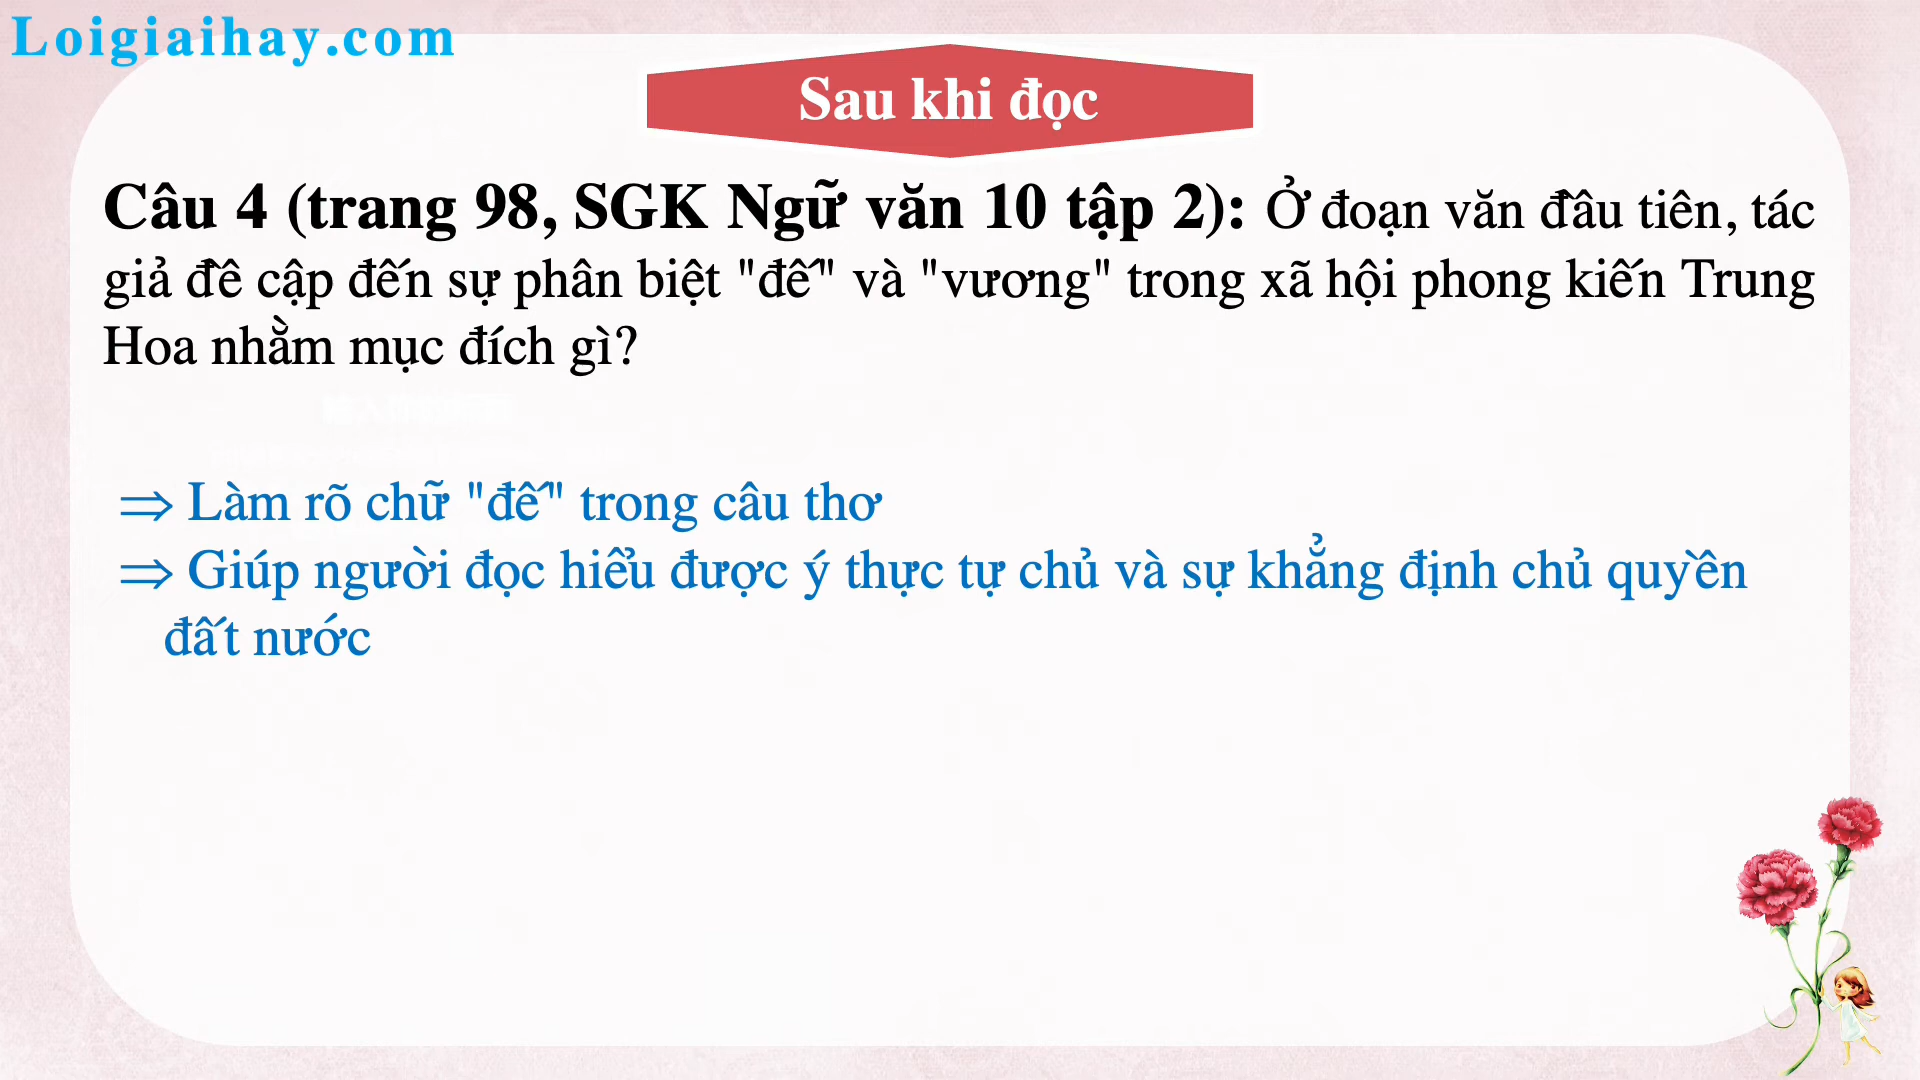 Loigiaihay.com
Sau khi đọc
Câu 4 (trang 98, SGK Ngữ văn 10 tập 2): Ở đoạn văn đầu tiên, tác
giả đề cập đến sự phân biệt "đế" và "vương" trong xã hội phong kiến Trung
Hoa nhằm mục đích gì?
⇒ Làm rõ chữ "đế" trong câu thơ
⇒ Giúp người đọc hiểu được ý thực tự chủ và sự khẳng định chủ quyền
đất nước